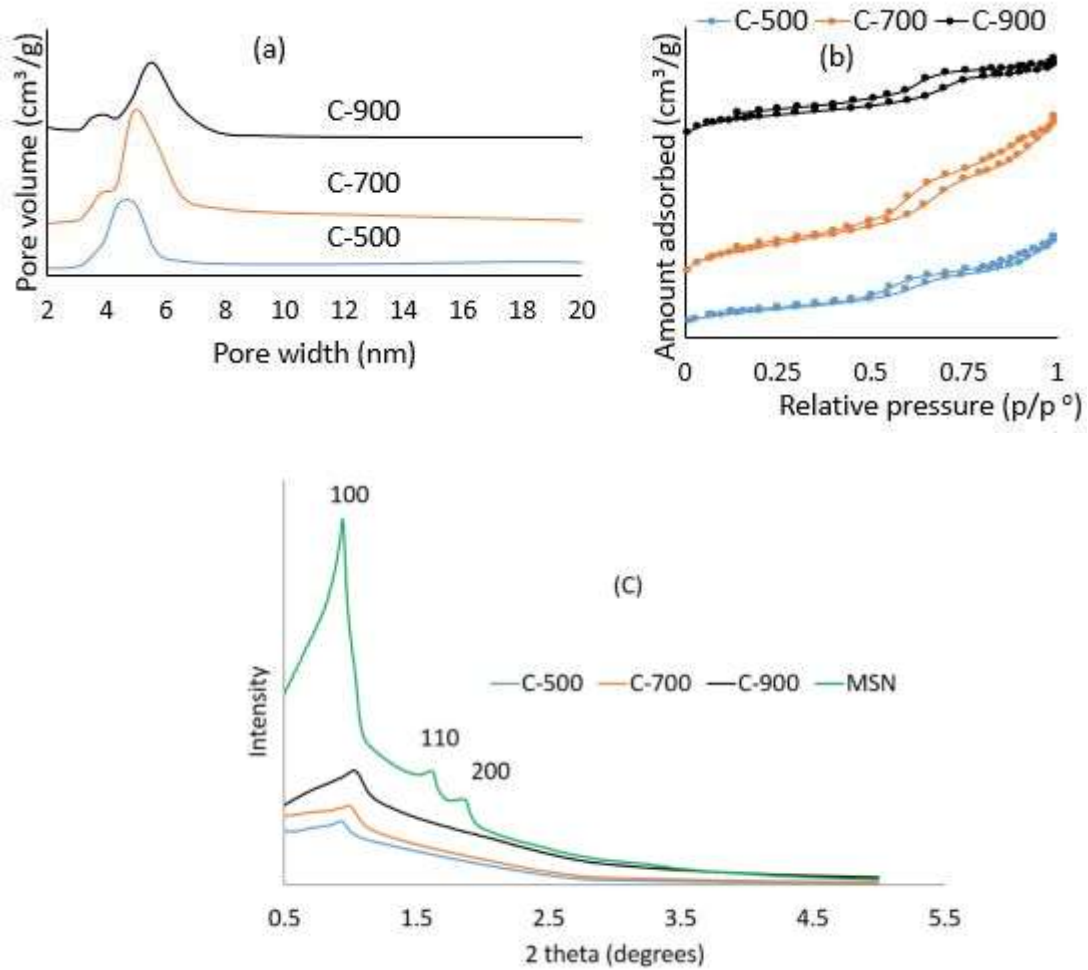 (a)
Pore volume (cm³/g)
C-900
C-700
C-500
2 4 6 8 10 12 14 16 18 20
Pore width (nm)
C-500 C-700 C-900
(b)
Amount adsorbed (cm³/g)
0 0.25 0.5 0.75 1
Relative pressure (p/p °)
100
(C)
Intensity
C-500 C-700 C-900 MSN
110
200
0.5 1.5 2.5 3.5 4.5 5.5
2 theta (degrees)